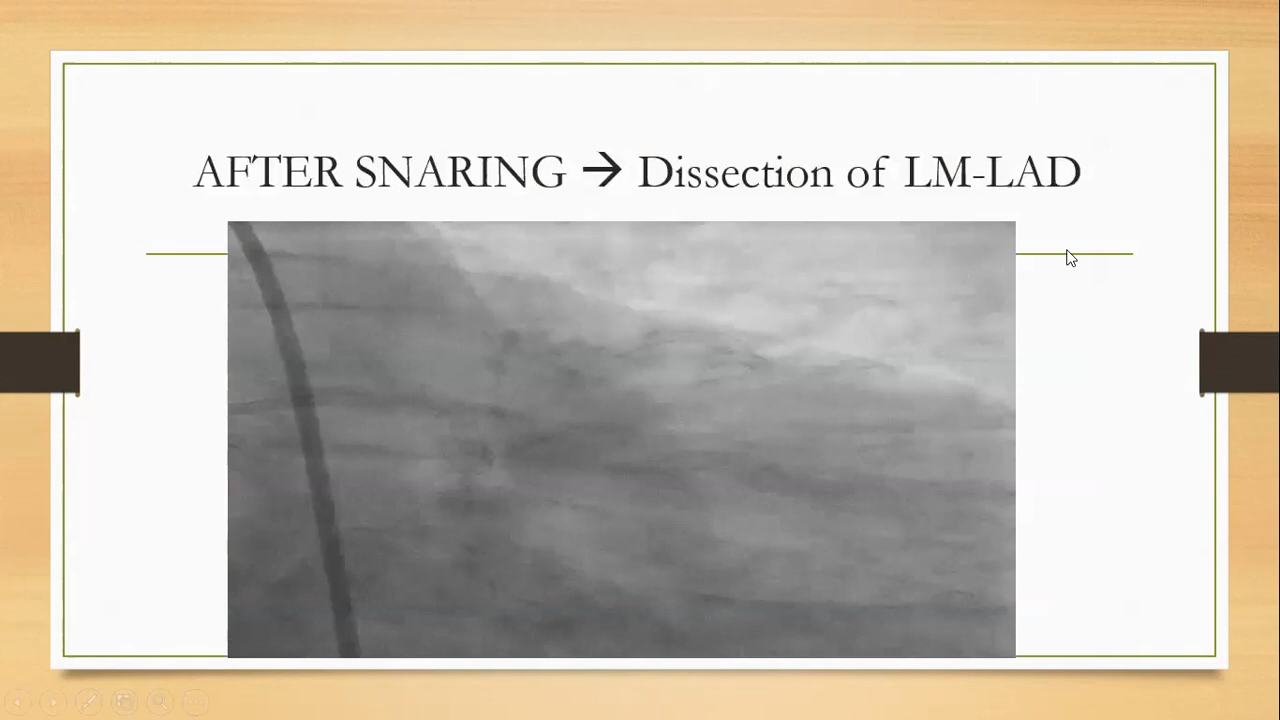 AFTER SNARING → Dissection of LM-LAD